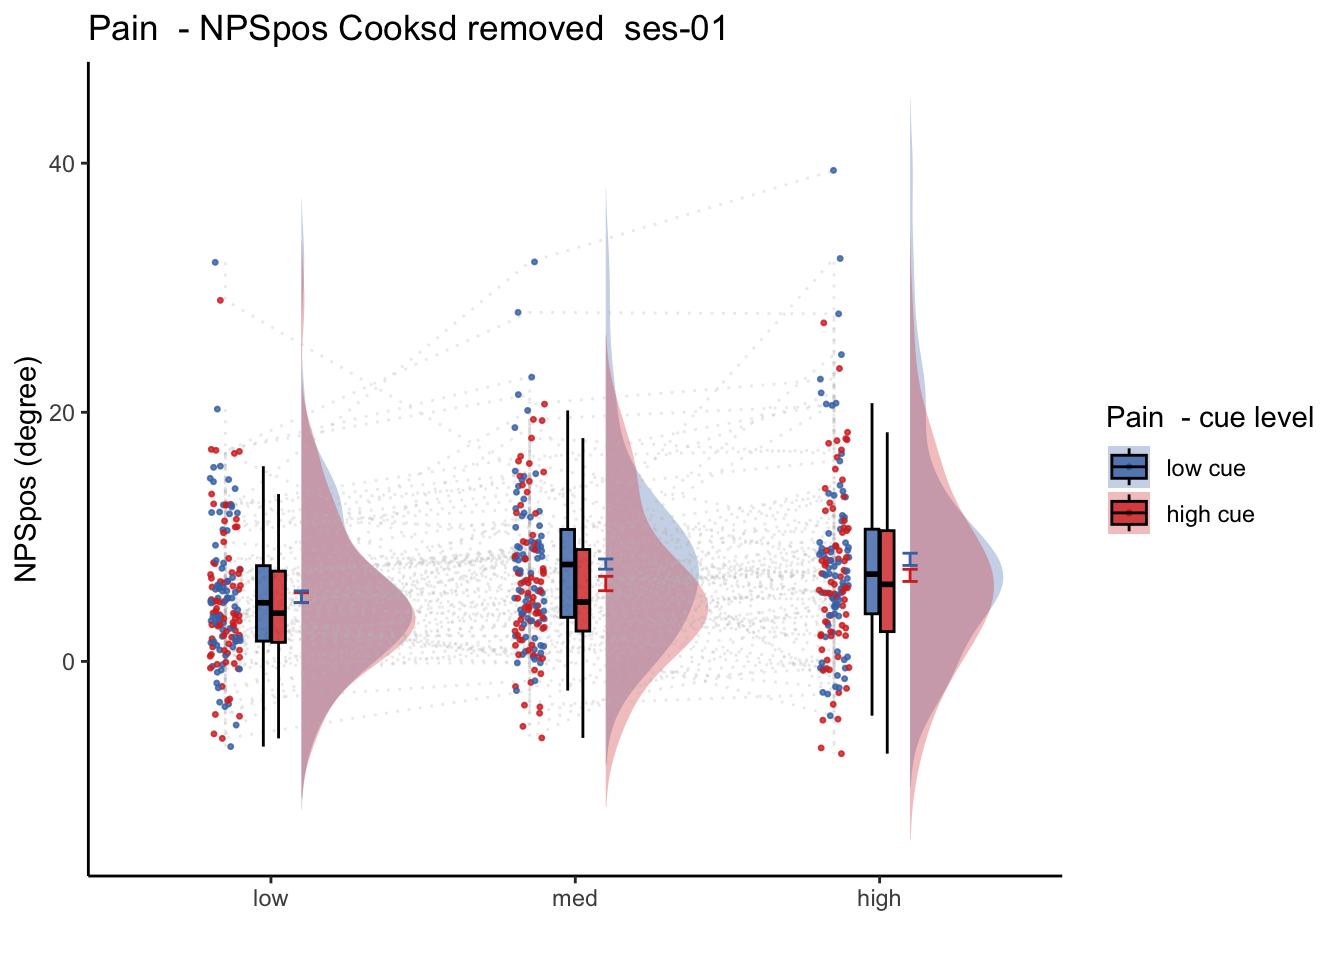 Pain  - NPSpos Cooksd removed  ses-01
NPSpos (degree)
40
20
0
low
med
high
Pain  - cue level
low cue
high cue